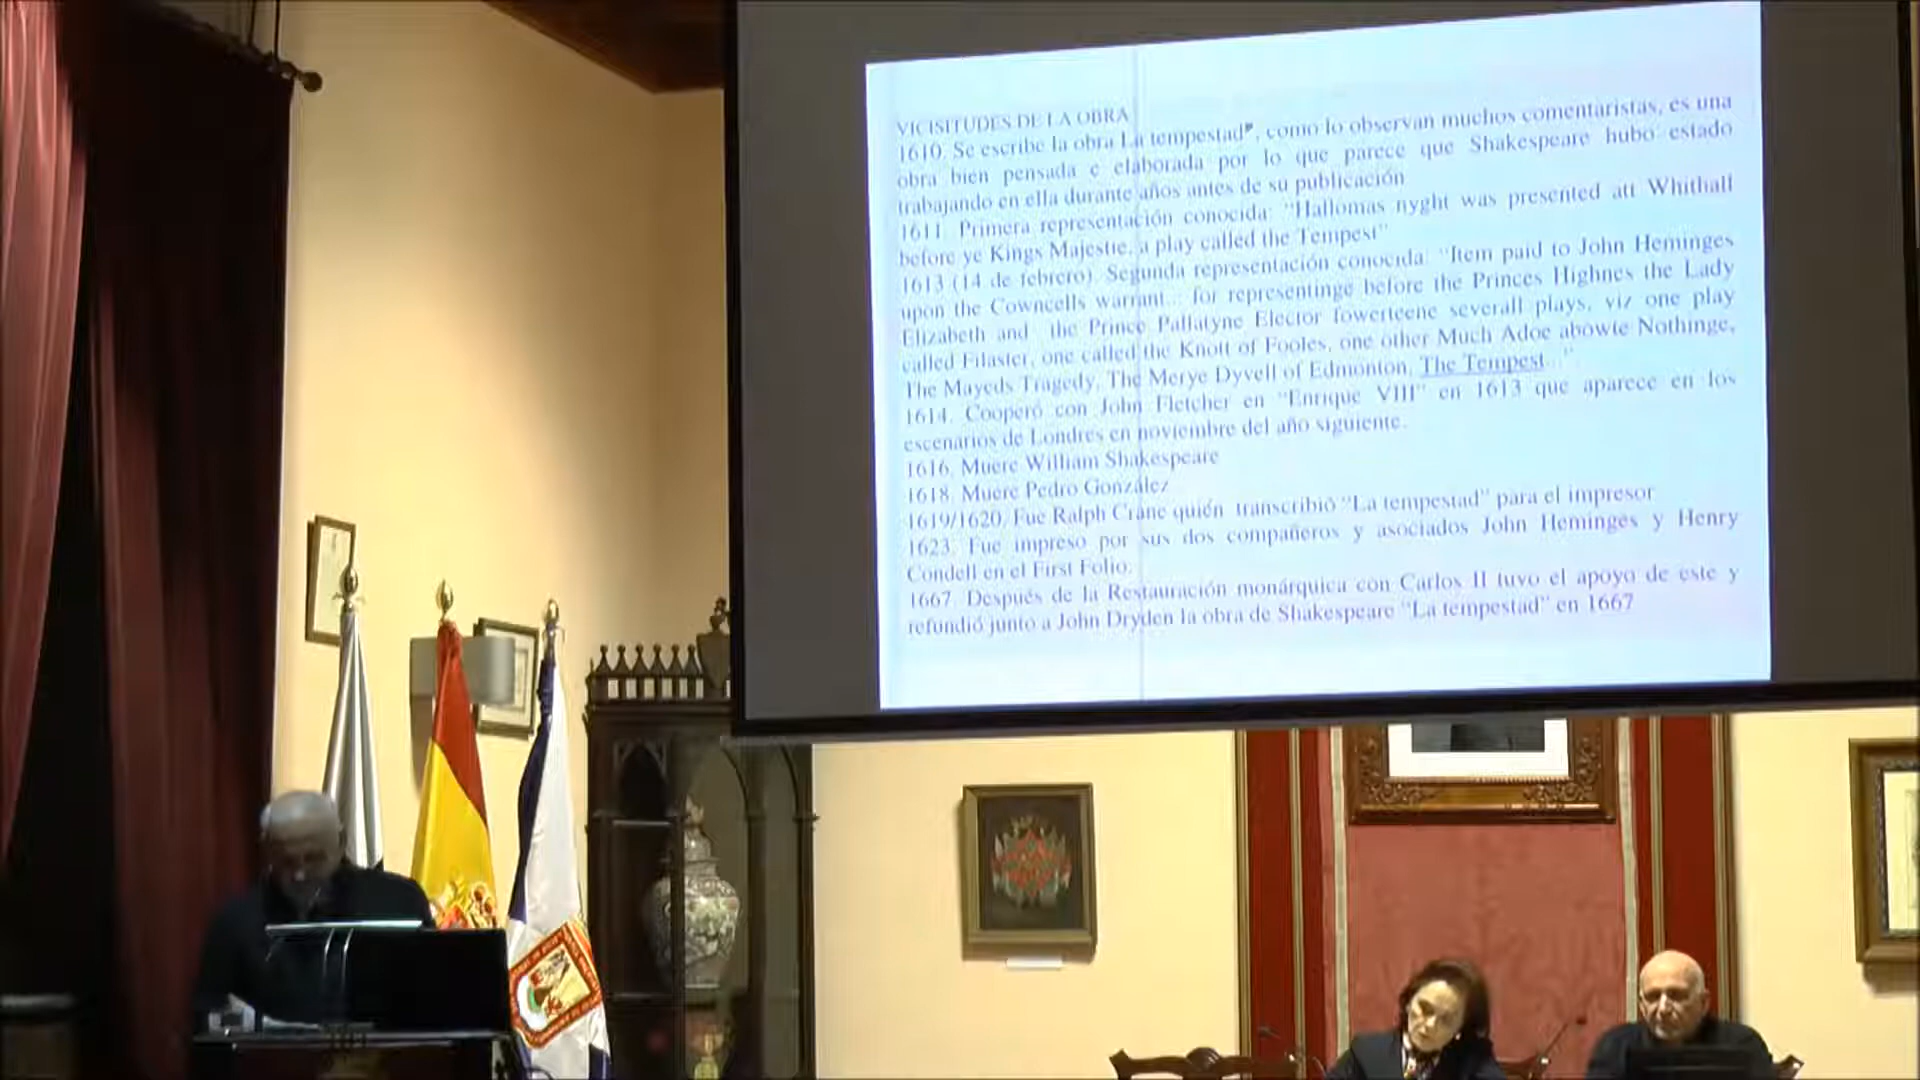 VICISITUDES DE LA OBRA
1610. Se escribe la obra La tempestad", como lo observan muchos comentaristas, es una
obra bien pensada e elaborada por lo que parece que Shakespeare hubo estado
trabajando en ella durante años antes de su publicación
1611. Primera representación conocida: "Hallomas nyght was presented att Whithall
before ye Kings Majestie, a play called the Tempest"
1613 (14 de febrero). Segunda representación conocida: "Item paid to John Heminges
upon the Cowncells warrant... for representinge before the Princes Highnes the Lady
Elizabeth and the Prince Pallatyne Elector fowerteene severall plays, viz one play
called Filaster, one called the Knott of Fooles, one other Much Adoe abowte Nothinge,
The Mayeds Tragedy, The Merye Dyvell of Edmonton, The Tempest..."
1614. Cooperó con John Fletcher en "Enrique VIII" en 1613 que aparece en los
escenarios de Londres en noviembre del año siguiente.
1616. Muere William Shakespeare
1618. Muere Pedro González
1619/1620. Fue Ralph Crane quién transcribió "La tempestad" para el impresor
1623. Fue impreso por sus dos compañeros y asociados John Heminges y Henry
Condell en el First Folio.
1667. Después de la Restauración monárquica con Carlos II tuvo el apoyo de este y
refundió junto a John Dryden la obra de Shakespeare "La tempestad" en 1667